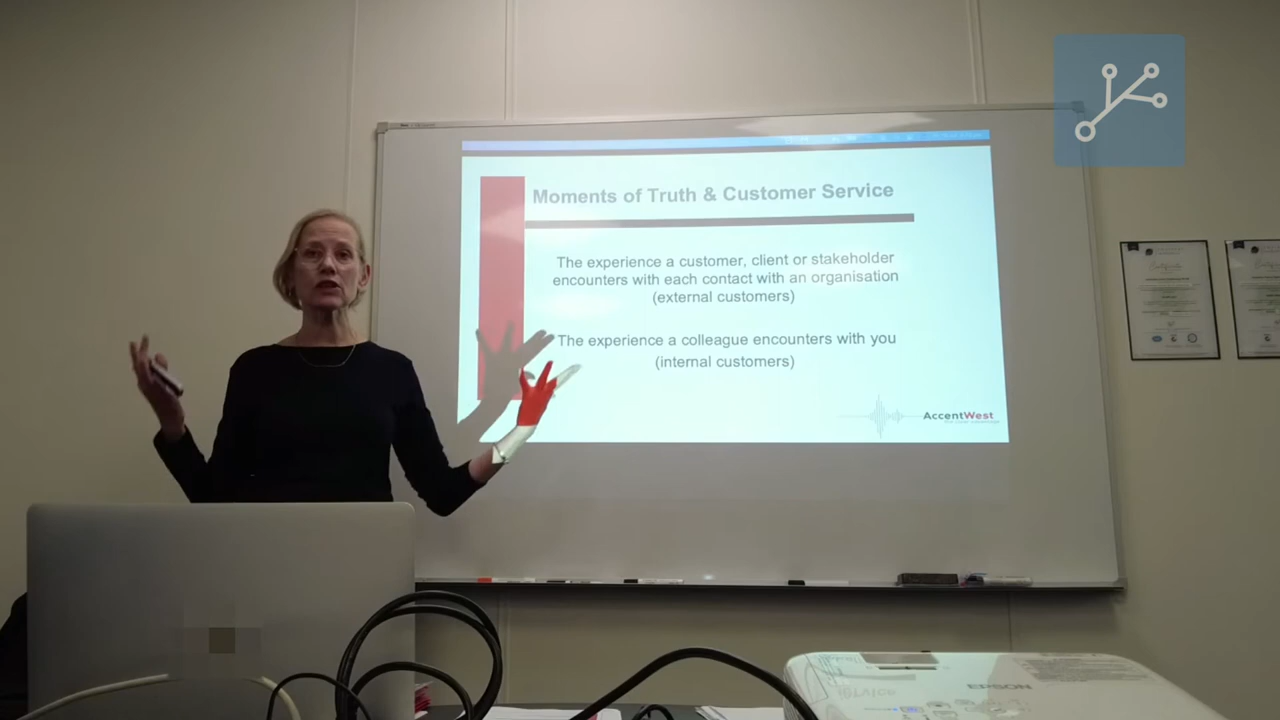 Moments of Truth & Customer Service
The experience a customer, client or stakeholder
encounters with each contact with an organisation
(external customers)
The experience a colleague encounters with you
(internal customers)
AccentWest
EPSON